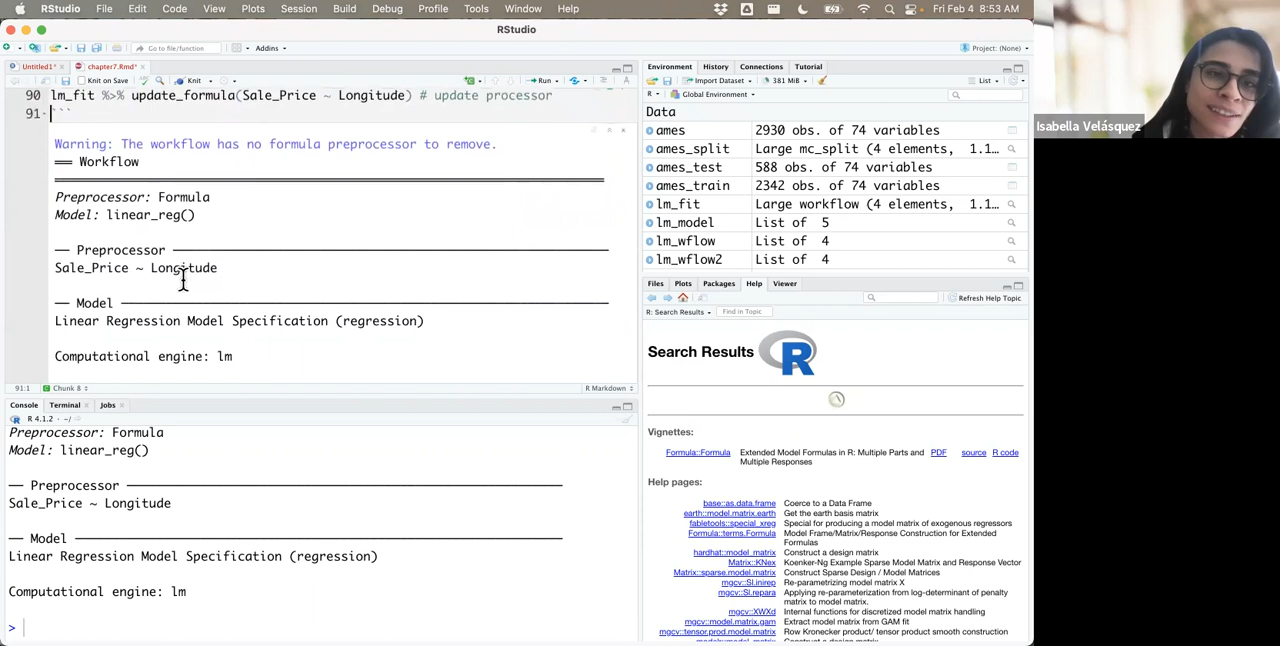 RStudio File Edit Code View Plots Session Build Debug Profile Tools Window Help Fri Feb 4 8:53 AM
RStudio
Go to file/function Addins Project: (None)
Untitled1* chapter7.Rmd*
Knit on Save Knit Run
90 lm_fit %>% update_formula(Sale_Price ~ Longitude) # update processor
91 ```
Warning: The workflow has no formula preprocessor to remove.
══ Workflow
Preprocessor: Formula
Model: linear_reg()
── Preprocessor ──
Sale_Price ~ Longitude
── Model ──
Linear Regression Model Specification (regression)
Computational engine: lm
91:1 Chunk 8 R Markdown
Console Terminal Jobs
R 4.1.2 · ~/
Preprocessor: Formula
Model: linear_reg()
── Preprocessor ──
Sale_Price ~ Longitude
── Model ──
Linear Regression Model Specification (regression)
Computational engine: lm
>
Environment History Connections Tutorial
Import Dataset 381 MiB List
R Global Environment
Data
ames 2930 obs. of 74 variables
ames_split Large mc_split (4 elements, 1.1…
ames_test 588 obs. of 74 variables
ames_train 2342 obs. of 74 variables
lm_fit Large workflow (4 elements, 1.1…
lm_model List of 5
lm_wflow List of 4
lm_wflow2 List of 4
Files Plots Packages Help Viewer
Refresh Help Topic
R: Search Results Find in Topic
Search Results
Vignettes:
Formula::Formula Extended Model Formulas in R: Multiple Parts and Multiple Responses PDF source R code
Help pages:
base::as.data.frame Coerce to a Data Frame
earth::model.matrix.earth Get the earth basis matrix
fabletools::special_xreg Special for producing a model matrix of exogenous regressors
Formula::terms.Formula Model Frame/Matrix/Response Construction for Extended Formulas
hardhat::model_matrix Construct a design matrix
Matrix::KNex Koenker-Ng Example Sparse Model Matrix and Response Vector
Matrix::sparse.model.matrix Construct Sparse Design / Model Matrices
mgcv::Sl.inirep Re-parametrizing model matrix X
mgcv::Sl.repara Applying re-parameterization from log-determinant of penalty matrix to model matrix.
mgcv::XWXd Internal functions for discretized model matrix handling
mgcv::model.matrix.gam Extract model matrix from GAM fit
mgcv::tensor.prod.model.matrix Row Kronecker product/ tensor product smooth construction
Isabella Velásquez